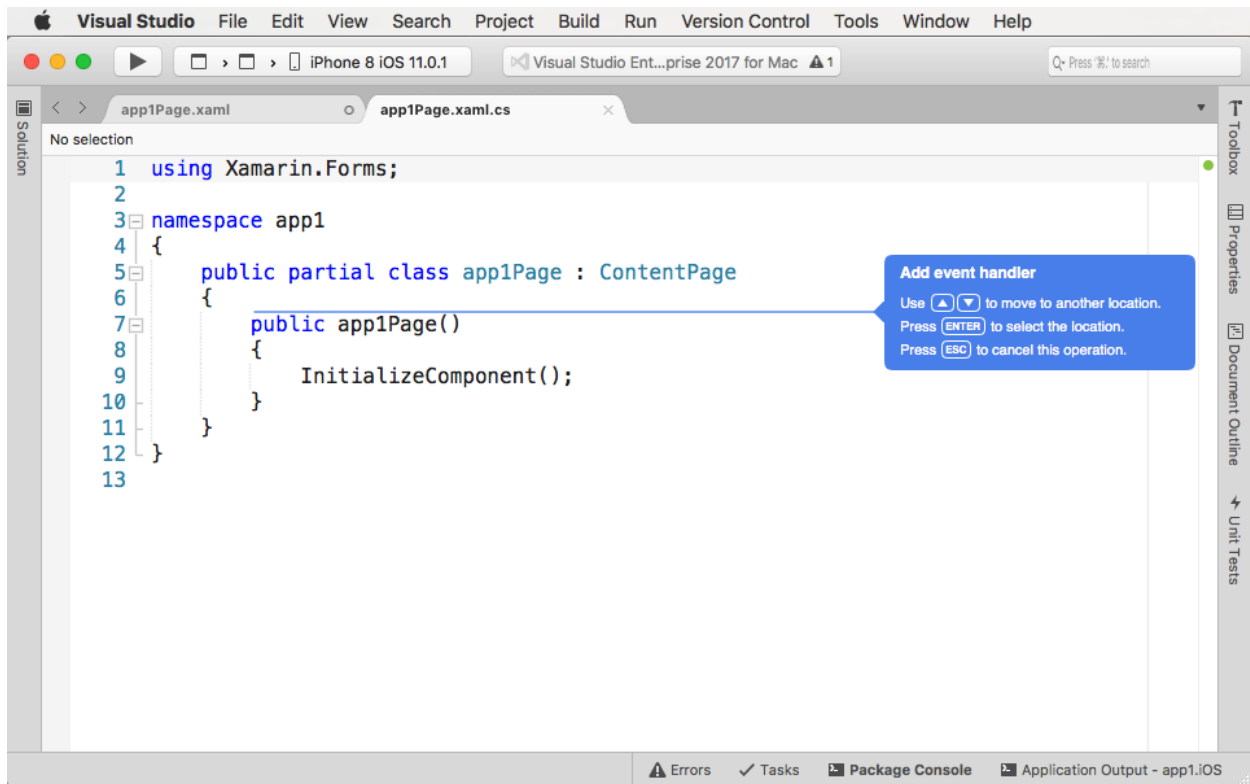 Visual Studio File Edit View Search Project Build Run Version Control Tools Window Help
iPhone 8 iOS 11.0.1
Visual Studio Ent...prise 2017 for Mac 1
Press '⌘.' to search
app1Page.xaml
app1Page.xaml.cs
No selection
Solution
1 using Xamarin.Forms;
2
3 namespace app1
4 {
5 public partial class app1Page : ContentPage
6 {
7 public app1Page()
8 {
9 InitializeComponent();
10 }
11 }
12 }
13
Add event handler
Use ▲ ▼ to move to another location.
Press ENTER to select the location.
Press ESC to cancel this operation.
Toolbox
Properties
Document Outline
Unit Tests
Errors Tasks Package Console Application Output - app1.iOS